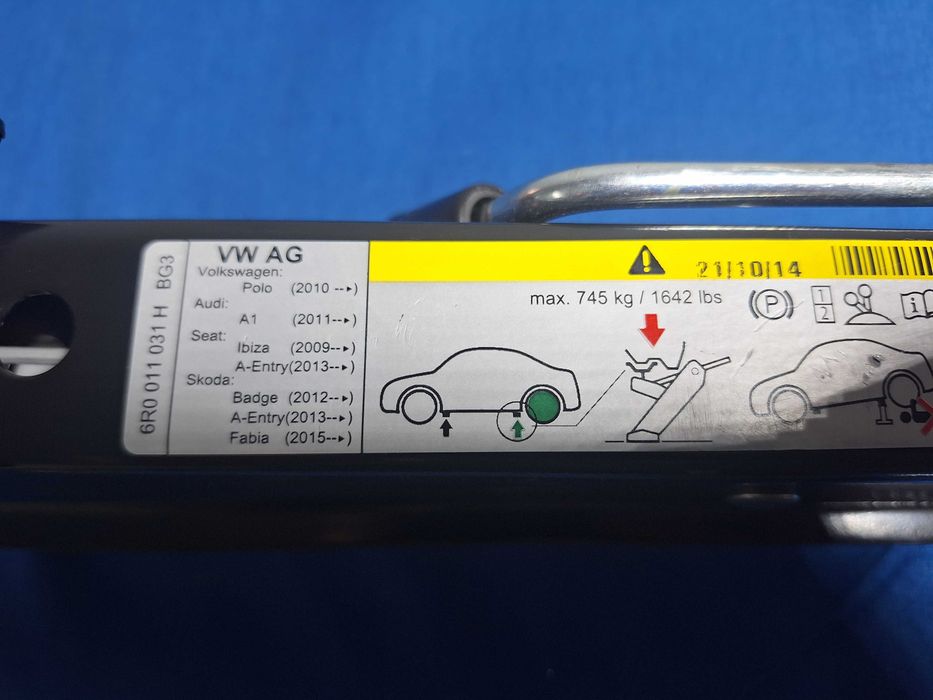 6R0 011 031 H BG3
VW AG
Volkswagen:
Polo (2010 --▸)
Audi:
A1 (2011--▸)
Seat:
Ibiza (2009--▸)
A-Entry(2013--▸)
Skoda:
Badge (2012--▸)
A-Entry(2013--▸)
Fabia (2015--▸)
21/10/14
max. 745 kg / 1642 lbs
P
1
2
i